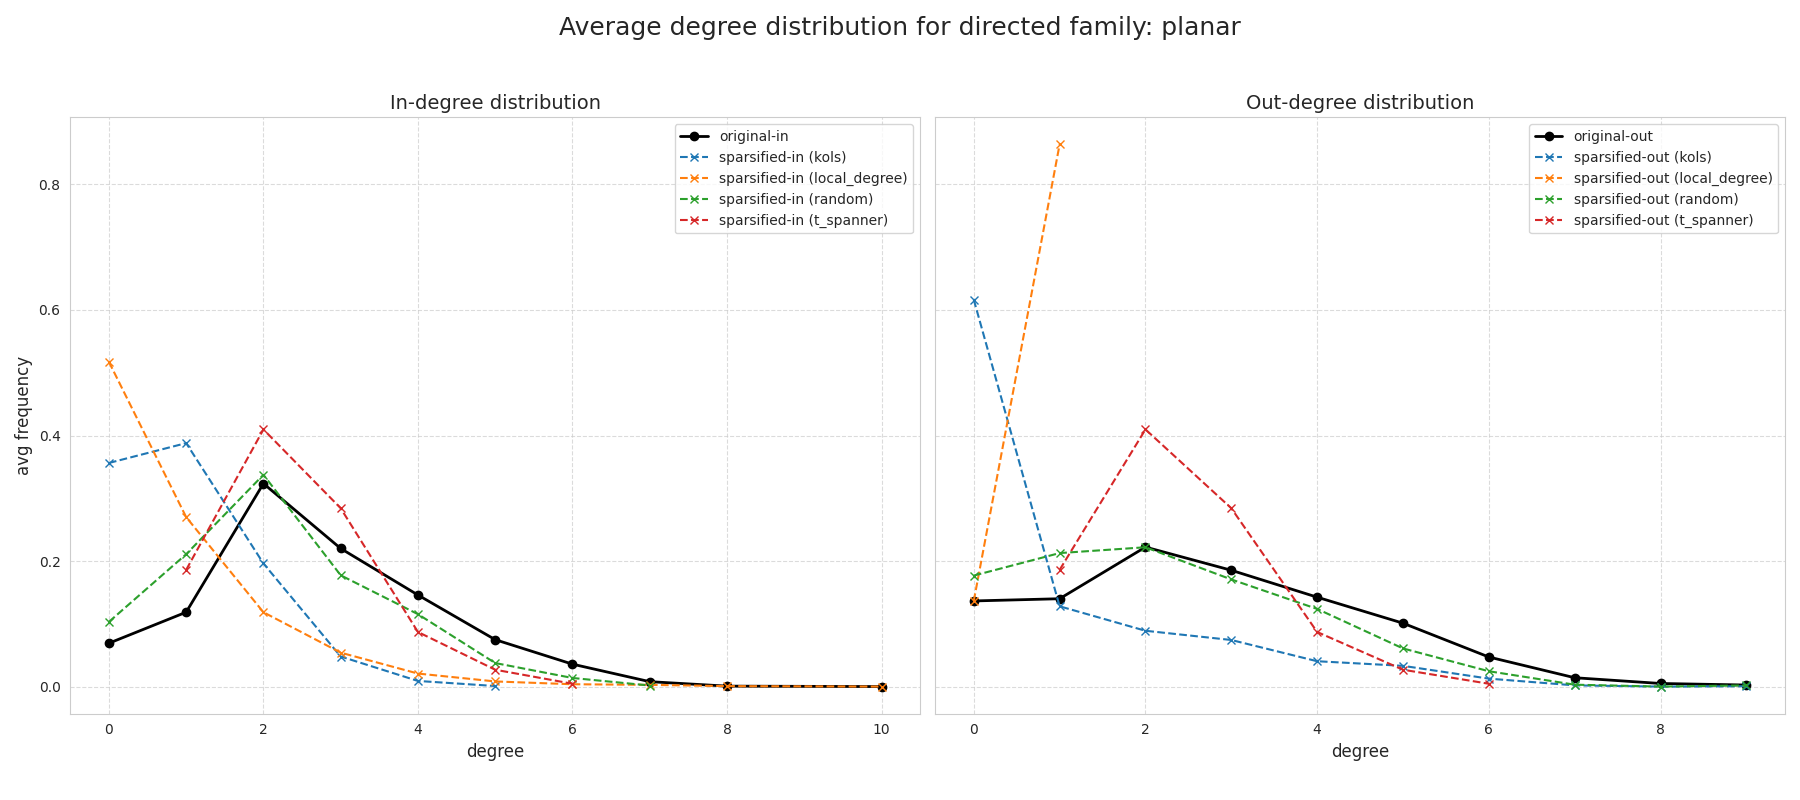 Average degree distribution for directed family: planar
In-degree distribution
original-in
sparsified-in (kols)
sparsified-in (local_degree)
sparsified-in (random)
sparsified-in (t_spanner)
avg frequency
0.8
0.6
0.4
0.2
0.0
0 2 4 6 8 10
degree
Out-degree distribution
original-out
sparsified-out (kols)
sparsified-out (local_degree)
sparsified-out (random)
sparsified-out (t_spanner)
0 2 4 6 8
degree